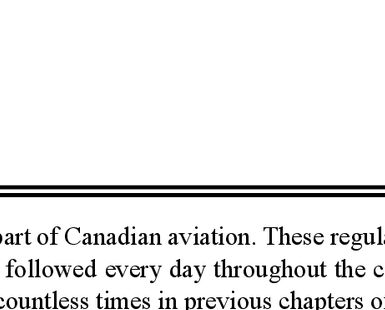 part of Canadian aviation. These regula
followed every day throughout the c
countless times in previous chapters o